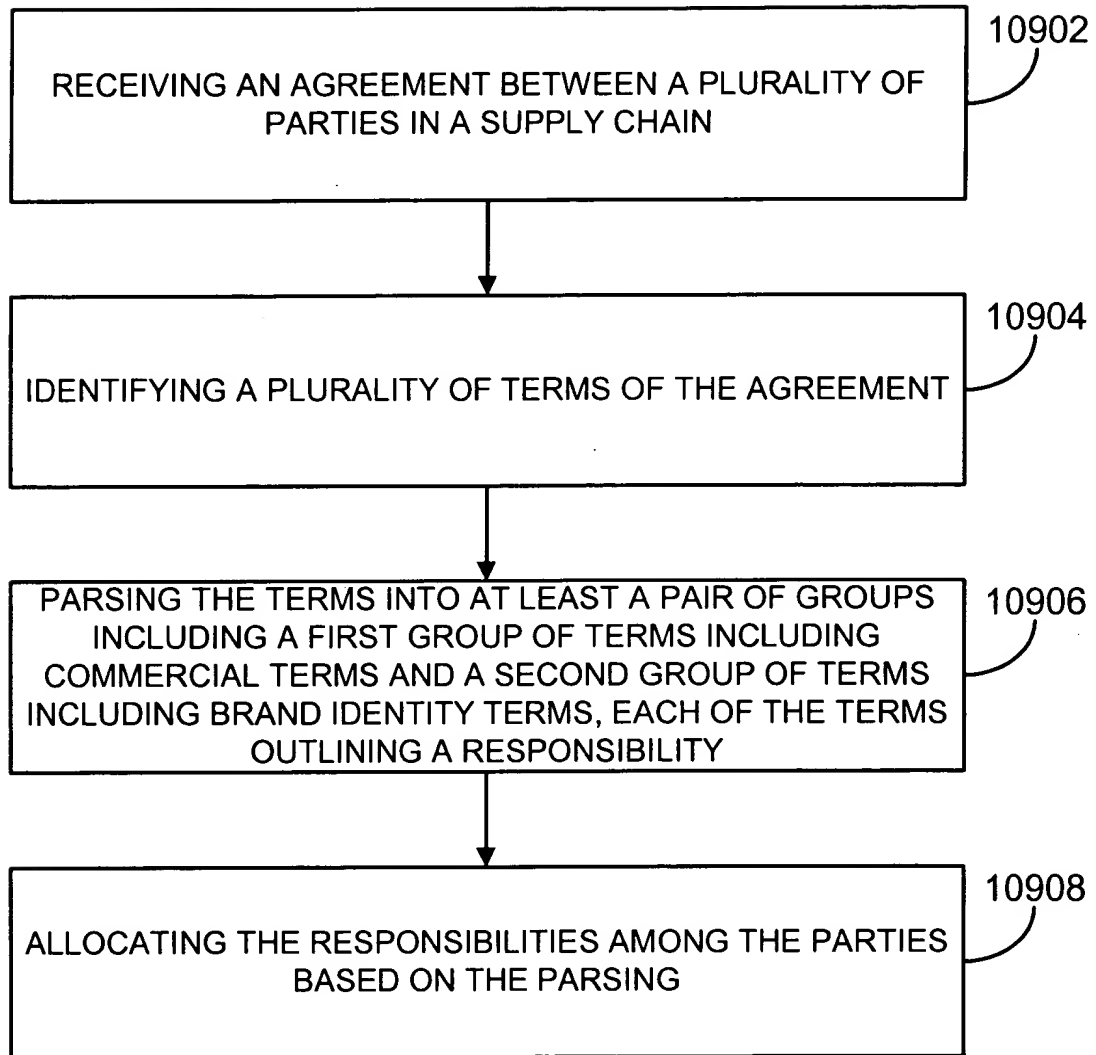 10902
RECEIVING AN AGREEMENT BETWEEN A PLURALITY OF
PARTIES IN A SUPPLY CHAIN
10904
IDENTIFYING A PLURALITY OF TERMS OF THE AGREEMENT
10906
PARSING THE TERMS INTO AT LEAST A PAIR OF GROUPS
INCLUDING A FIRST GROUP OF TERMS INCLUDING
COMMERCIAL TERMS AND A SECOND GROUP OF TERMS
INCLUDING BRAND IDENTITY TERMS, EACH OF THE TERMS
OUTLINING A RESPONSIBILITY
10908
ALLOCATING THE RESPONSIBILITIES AMONG THE PARTIES
BASED ON THE PARSING